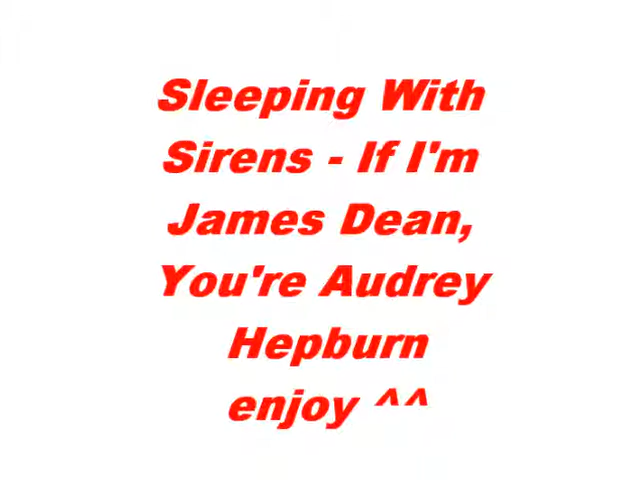 Sleeping With
Sirens - If I'm
James Dean,
You're Audrey
Hepburn
enjoy ^^